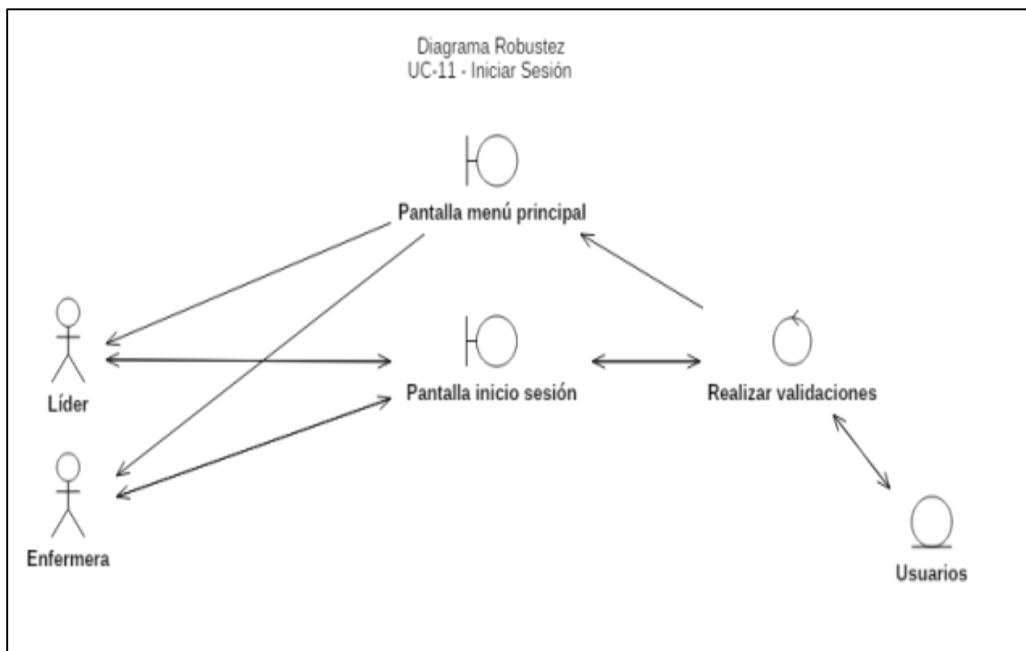 Diagrama Robustez
UC-11 - Iniciar Sesión
Pantalla menú principal
Líder
Pantalla inicio sesión
Realizar validaciones
Enfermera
Usuarios